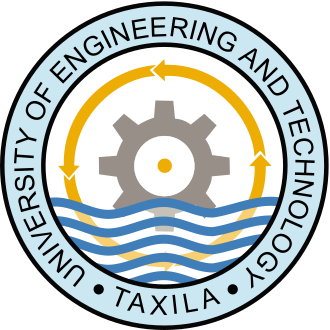 UNIVERSITY OF ENGINEERING AND TECHNOLOGY
• TAXILA •